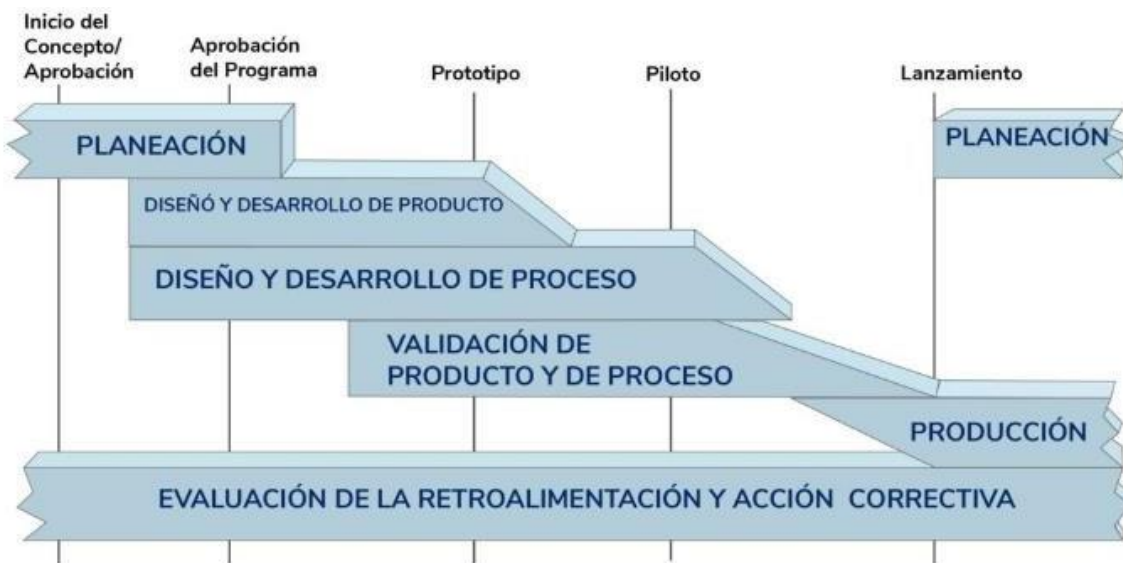 Inicio del
Concepto/
Aprobación
Aprobación
del Programa
Prototipo
Piloto
Lanzamiento
PLANEACIÓN
PLANEACIÓN
DISEÑÓ Y DESARROLLO DE PRODUCTO
DISEÑO Y DESARROLLO DE PROCESO
VALIDACIÓN DE
PRODUCTO Y DE PROCESO
PRODUCCIÓN
EVALUACIÓN DE LA RETROALIMENTACIÓN Y ACCIÓN CORRECTIVA